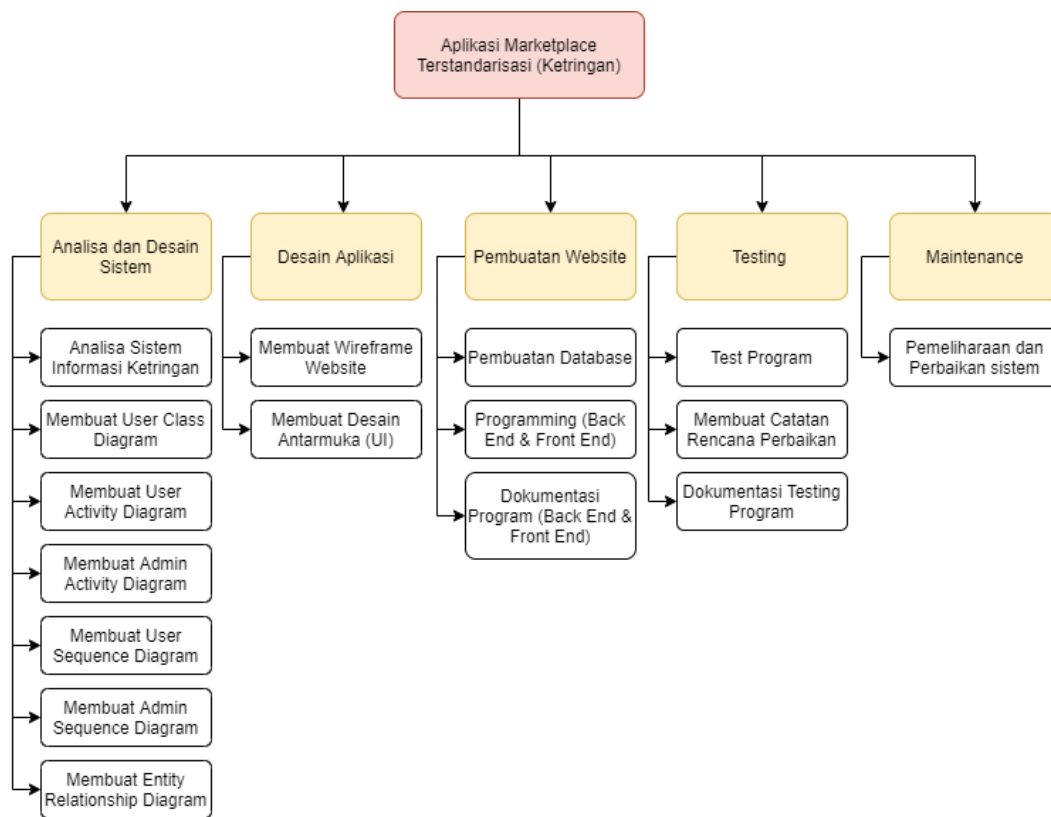 Aplikasi Marketplace
Terstandarisasi (Ketringan)
Analisa dan Desain
Sistem
Desain Aplikasi
Pembuatan Website
Testing
Maintenance
Analisa Sistem
Informasi Ketringan
Membuat User Class
Diagram
Membuat User
Activity Diagram
Membuat Admin
Activity Diagram
Membuat User
Sequence Diagram
Membuat Admin
Sequence Diagram
Membuat Entity
Relationship Diagram
Membuat Wireframe
Website
Membuat Desain
Antarmuka (UI)
Pembuatan Database
Programming (Back
End & Front End)
Dokumentasi
Program (Back End &
Front End)
Test Program
Membuat Catatan
Rencana Perbaikan
Dokumentasi Testing
Program
Pemeliharaan dan
Perbaikan sistem